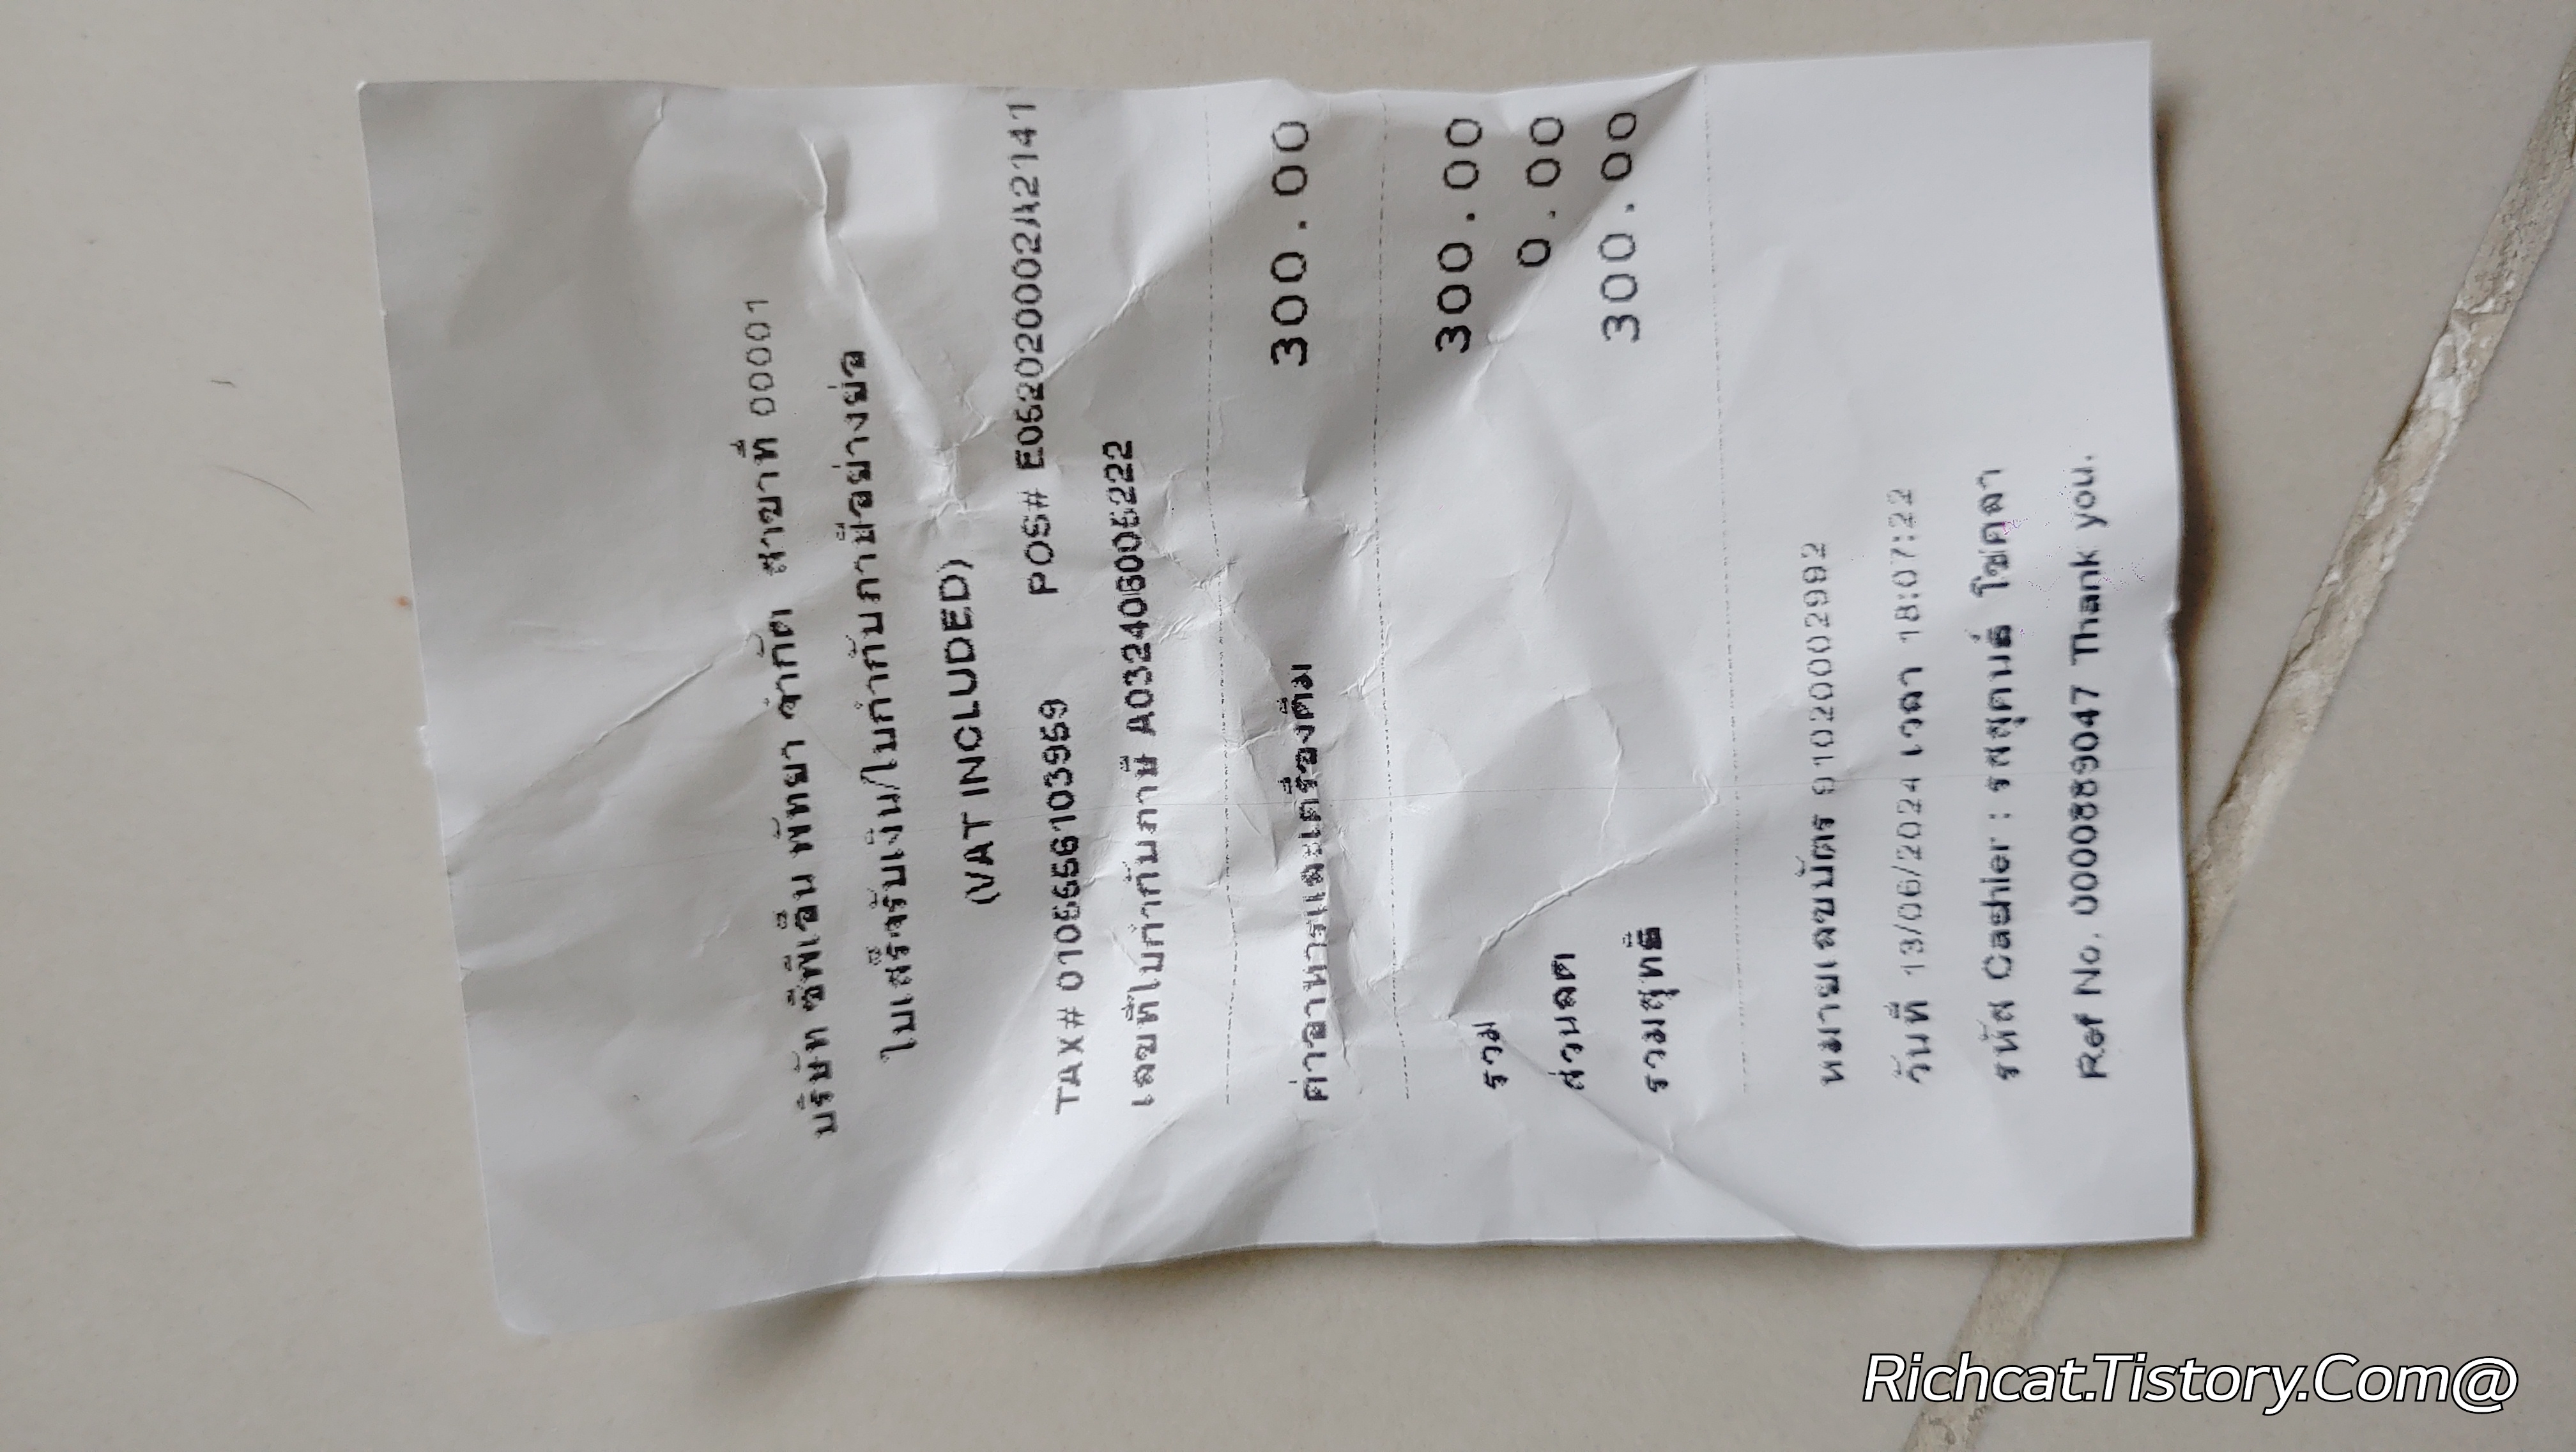 บริษัท ซีพีเอ็น พัทยา จำกัด สาขาที่ 00001
ใบเสร็จรับเงิน/ใบกำกับภาษีอย่างย่อ
(VAT INCLUDED)
TAX# 010556103959 POS# E052020002A2141
เลขที่ใบกำกับภาษี A032406005222
ค่าอาหารและเครื่องดื่ม 300.00
รวม 300.00
ส่วนลด 0.00
รวมสุทธิ 300.00
หมายเลขบัตร 91020002992
วันที่ 13/06/2024 เวลา 18:07:22
รหัส Cashier : รสสุคนธ์ โชคลา
Ref No. 0000889047 Thank you.
Richcat.Tistory.Com@